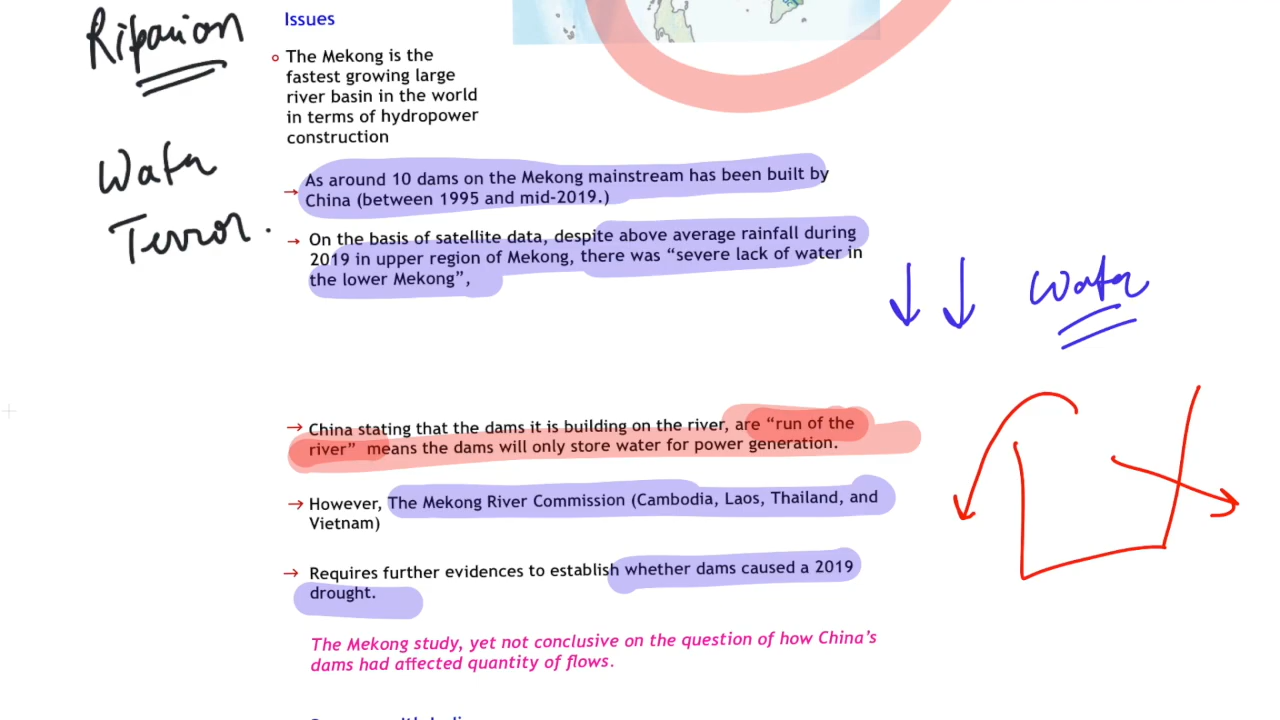 Riparion
Issues
The Mekong is the
fastest growing large
river basin in the world
in terms of hydropower
construction
Water
Terror.
→ As around 10 dams on the Mekong mainstream has been built by
China (between 1995 and mid-2019.)
→ On the basis of satellite data, despite above average rainfall during
2019 in upper region of Mekong, there was “severe lack of water in
the lower Mekong”,
↓ ↓ Water
→ China stating that the dams it is building on the river, are “run of the
river” means the dams will only store water for power generation.
→ However, The Mekong River Commission (Cambodia, Laos, Thailand, and
Vietnam)
→ Requires further evidences to establish whether dams caused a 2019
drought.
The Mekong study, yet not conclusive on the question of how China’s
dams had affected quantity of flows.